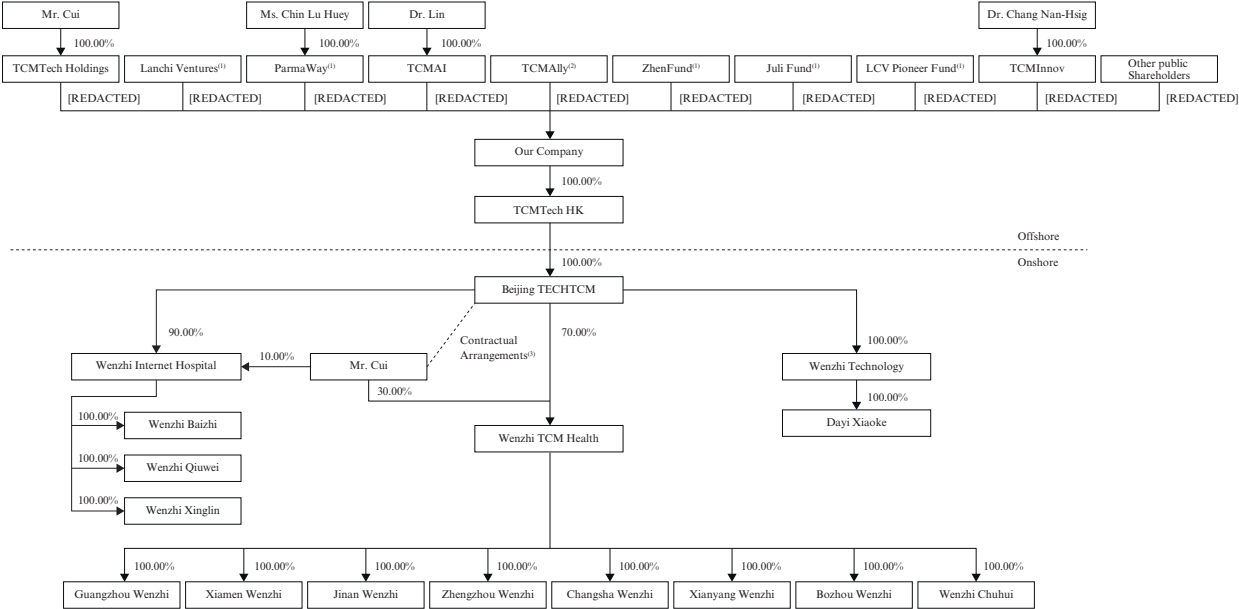 Mr. Cui
Ms. Chin Lu Huey
Dr. Lin
Dr. Chang Nan-Hsig
100.00%
100.00%
100.00%
100.00%
TCMTech Holdings
Lanchi Ventures(1)
ParmaWay(1)
TCMAI
TCMAlly(2)
ZhenFund(1)
Juli Fund(1)
LCV Pioneer Fund(1)
TCMInnov
Other public
Shareholders
[REDACTED]
[REDACTED]
[REDACTED]
[REDACTED]
[REDACTED]
[REDACTED]
[REDACTED]
[REDACTED]
[REDACTED]
[REDACTED]
Our Company
100.00%
TCMTech HK
Offshore
100.00%
Onshore
Beijing TECHTCM
90.00%
Contractual
Arrangements(3)
70.00%
100.00%
Wenzhi Internet Hospital
10.00%
Mr. Cui
Wenzhi Technology
30.00%
100.00%
100.00%
Wenzhi Baizhi
Wenzhi TCM Health
Dayi Xiaoke
100.00%
Wenzhi Qiuwei
100.00%
Wenzhi Xinglin
100.00%
100.00%
100.00%
100.00%
100.00%
100.00%
100.00%
100.00%
Guangzhou Wenzhi
Xiamen Wenzhi
Jinan Wenzhi
Zhengzhou Wenzhi
Changsha Wenzhi
Xianyang Wenzhi
Bozhou Wenzhi
Wenzhi Chuhui